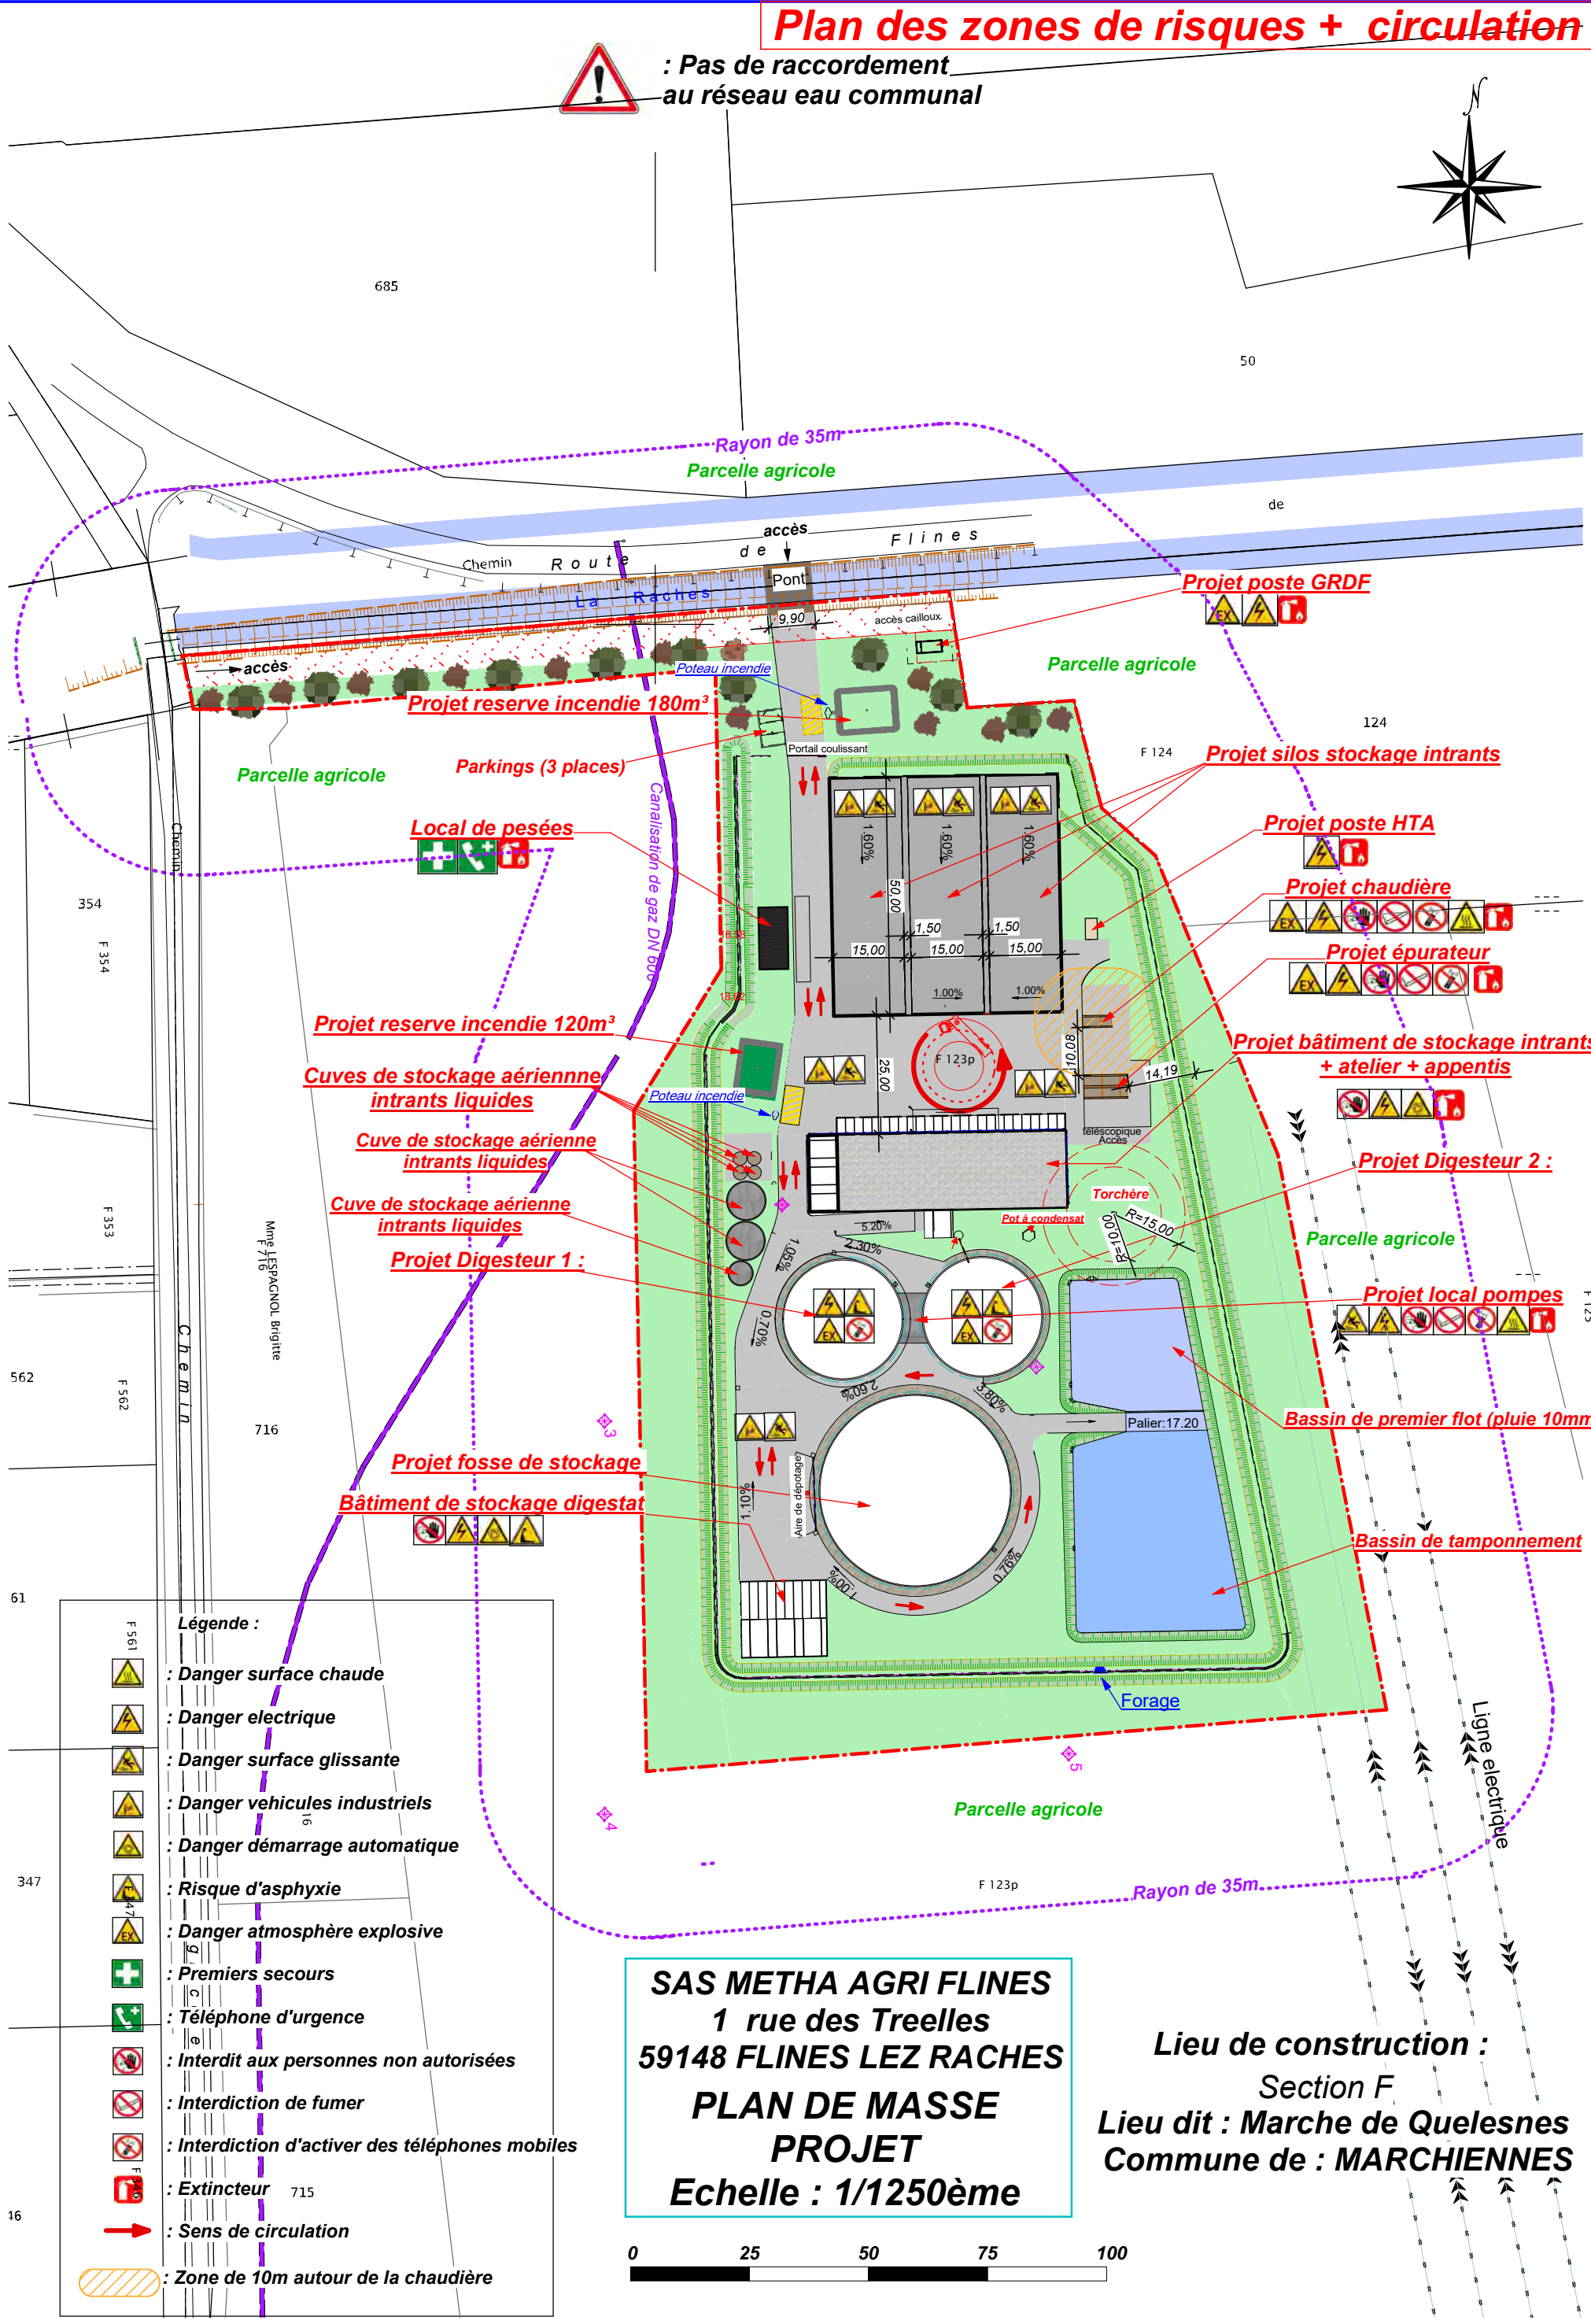 Plan des zones de risques + circulation
: Pas de raccordement
au réseau eau communal
N
685
50
Rayon de 35m
Parcelle agricole
de
accès
Chemin Route de Flines
Pont
La Raches
Projet poste GRDF
9,90
accès cailloux
accès
Poteau incendie
Parcelle agricole
Projet reserve incendie 180m³
124
F 124
Portail coulissant
Projet silos stockage intrants
Parkings (3 places)
Parcelle agricole
Canalisation de gaz DN 600
Chemin
Local de pesées
Projet poste HTA
1.60%
1.60%
1.60%
50,00
Projet chaudière
354
F 354
1,50
1,50
15,00
15,00
15,00
Projet épurateur
EX
1.00%
1.00%
Projet reserve incendie 120m³
F 123p
25,00
10,08
14,19
Projet bâtiment de stockage intrants
+ atelier + appentis
Cuves de stockage aériennne
intrants liquides
Poteau incendie
téléscopique
Accès
Cuve de stockage aérienne
intrants liquides
Projet Digesteur 2 :
Cuve de stockage aérienne
intrants liquides
Torchère
Pot à condensat
R=15,00
R=10,00
F 353
Mme LESPAGNOL Brigitte
F 716
5.20%
2.30%
1.05%
Parcelle agricole
Projet Digesteur 1 :
Projet local pompes
F 125
0.70%
EX
EX
Chemin
562
F 562
2.60%
3.80%
716
3
Palier:17.20
Bassin de premier flot (pluie 10mm
Projet fosse de stockage
Aire de dépotage
1.10%
Bâtiment de stockage digestat
Bassin de tamponnement
1.00%
0.76%
61
F 561
Légende :
: Danger surface chaude
: Danger electrique
: Danger surface glissante
: Danger vehicules industriels
: Danger démarrage automatique
: Risque d'asphyxie
: Danger atmosphère explosive
: Premiers secours
: Téléphone d'urgence
: Interdit aux personnes non autorisées
: Interdiction de fumer
: Interdiction d'activer des téléphones mobiles
: Extincteur
715
: Sens de circulation
: Zone de 10m autour de la chaudière
Forage
5
4
Ligne electrique
Parcelle agricole
347
F 123p
Rayon de 35m
SAS METHA AGRI FLINES
1 rue des Treelles
59148 FLINES LEZ RACHES
PLAN DE MASSE
PROJET
Echelle : 1/1250ème
Lieu de construction :
Section F
Lieu dit : Marche de Quelesnes
Commune de : MARCHIENNES
0 25 50 75 100